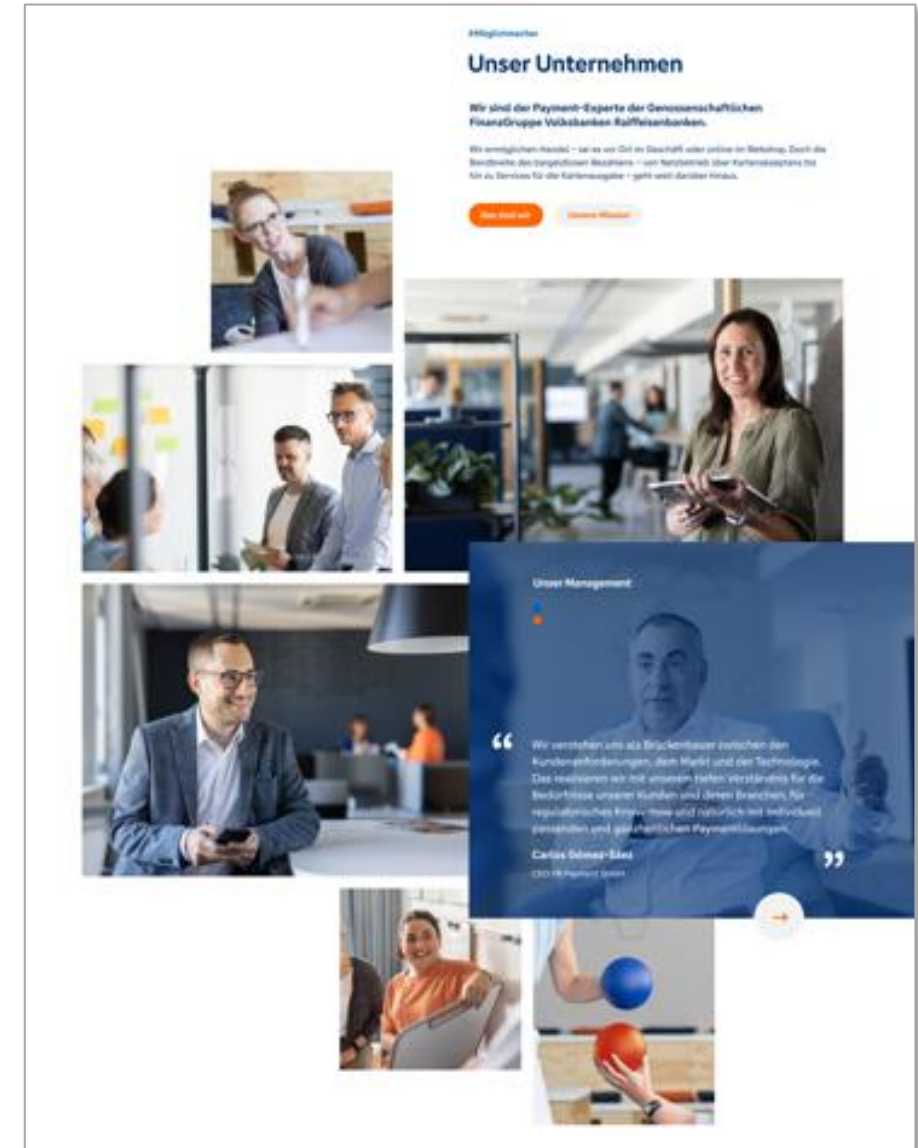 #Möglichmacher
Unser Unternehmen
Wir sind der Payment-Experte der Genossenschaftlichen
FinanzGruppe Volksbanken Raiffeisenbanken.
Wir ermöglichen Handel – sei es vor Ort im Geschäft oder online im Webshop. Doch die
Bandbreite des bargeldlosen Bezahlens – von Netzbetrieb über Kartenakzeptanz bis
hin zu Services für die Kartenausgabe – geht weit darüber hinaus.
Das sind wir
Unsere Mission
Unser Management
“ Wir verstehen uns als Brückenbauer zwischen den
Kundenanforderungen, dem Markt und der Technologie.
Das realisieren wir mit unserem tiefen Verständnis für die
Bedürfnisse unserer Kunden und deren Branchen, für
regulatorisches Know-how und natürlich mit individuell
passenden und ganzheitlichen Paymentlösungen.
Carlos Gómez-Sáez ”
CEO VR Payment GmbH